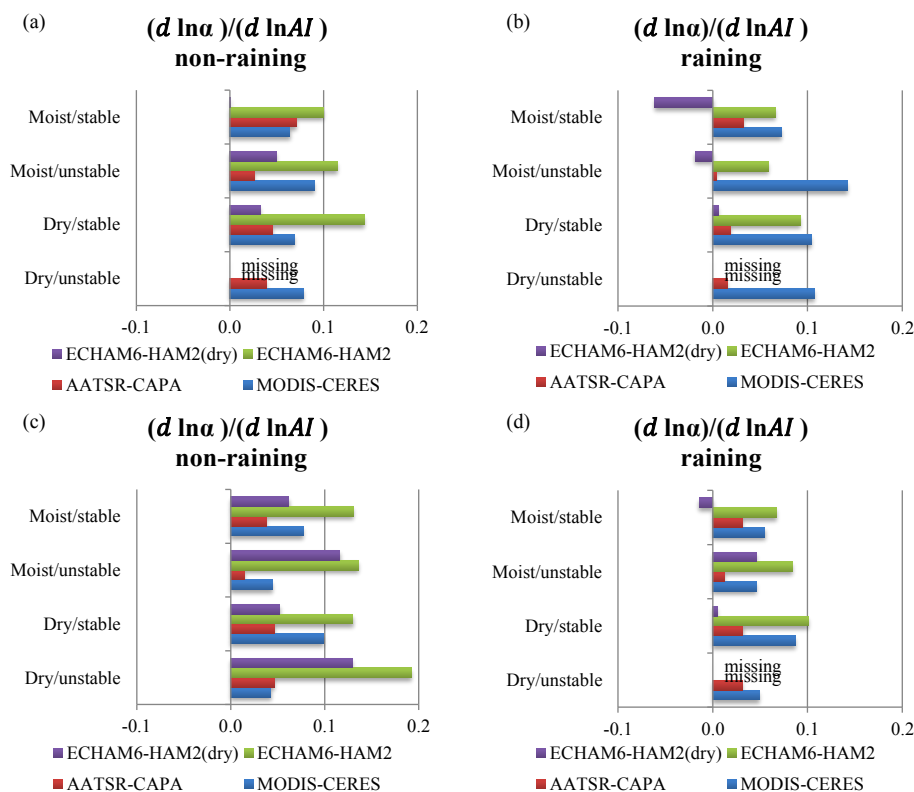 (a)
(d lnα )/(d lnAI )
non-raining
Moist/stable
Moist/unstable
Dry/stable
missing
missing
Dry/unstable
-0.1 0.0 0.1 0.2
ECHAM6-HAM2(dry) ECHAM6-HAM2
AATSR-CAPA MODIS-CERES
(b)
(d lnα)/(d lnAI )
raining
Moist/stable
Moist/unstable
Dry/stable
missing
missing
Dry/unstable
-0.1 0.0 0.1 0.2
ECHAM6-HAM2(dry) ECHAM6-HAM2
AATSR-CAPA MODIS-CERES
(c)
(d lnα )/(d lnAI )
non-raining
Moist/stable
Moist/unstable
Dry/stable
Dry/unstable
-0.1 0.0 0.1 0.2
ECHAM6-HAM2(dry) ECHAM6-HAM2
AATSR-CAPA MODIS-CERES
(d)
(d lnα)/(d lnAI )
raining
Moist/stable
Moist/unstable
Dry/stable
missing
missing
Dry/unstable
-0.1 0.0 0.1 0.2
ECHAM6-HAM2(dry) ECHAM6-HAM2
AATSR-CAPA MODIS-CERES